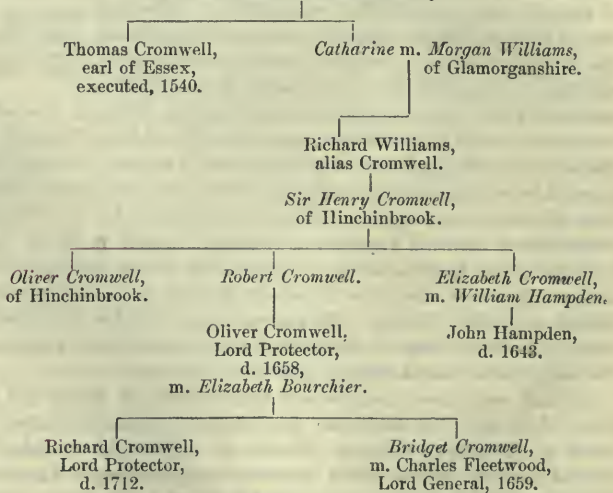 Thomas Cromwell,
earl of Essex,
executed, 1540.
Catharine m. Morgan Williams,
of Glamorganshire.
Richard Williams,
alias Cromwell.
Sir Henry Cromwell,
of Hinchinbrook.
Oliver Cromwell,
of Hinchinbrook.
Robert Cromwell.
Elizabeth Cromwell,
m. William Hampden.
Oliver Cromwell,
Lord Protector,
d. 1658,
m. Elizabeth Bourchier.
John Hampden,
d. 1643.
Richard Cromwell,
Lord Protector,
d. 1712.
Bridget Cromwell,
m. Charles Fleetwood,
Lord General, 1659.